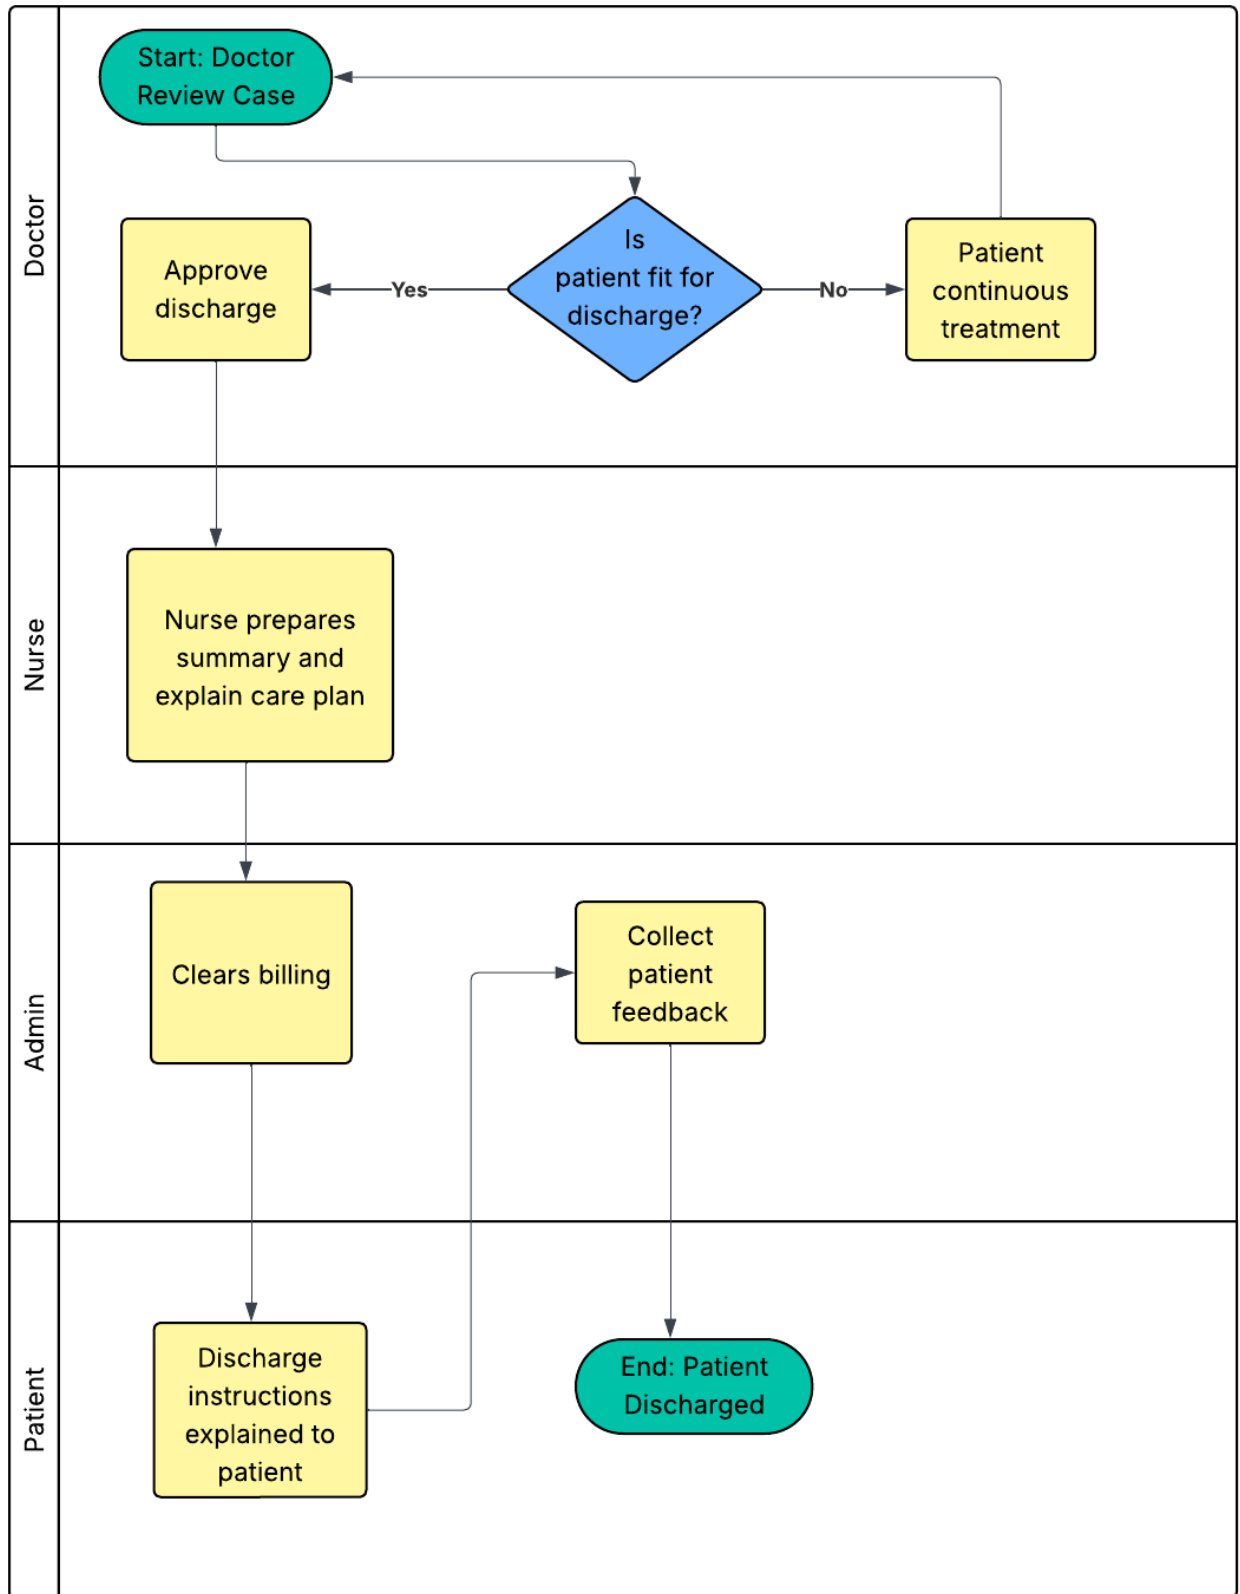 Doctor
Start: Doctor
Review Case
Is
patient fit for
discharge?
Yes
No
Approve
discharge
Patient
continuous
treatment
Nurse
Nurse prepares
summary and
explain care plan
Admin
Clears billing
Collect
patient
feedback
Patient
Discharge
instructions
explained to
patient
End: Patient
Discharged